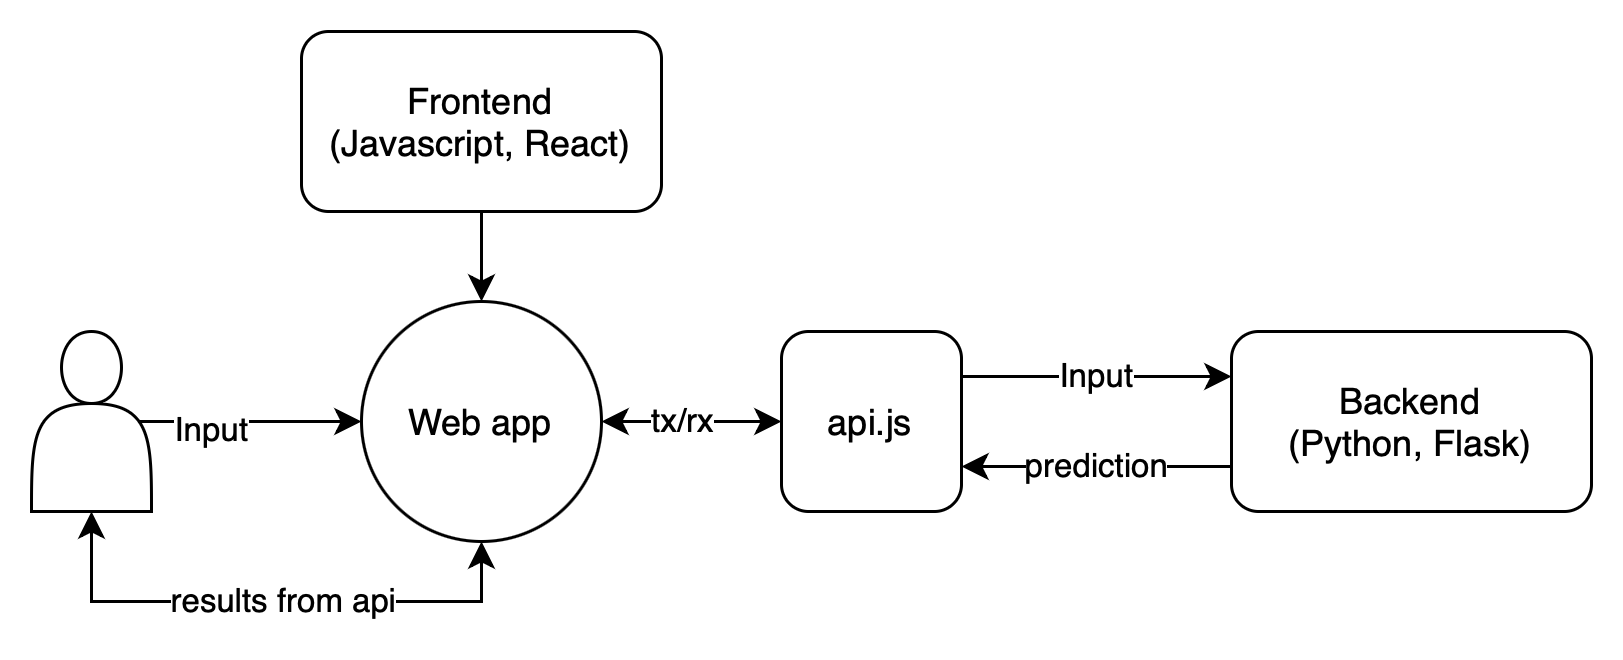 Frontend
(Javascript, React)
Input
Web app
tx/rx
api.js
Input
prediction
Backend
(Python, Flask)
results from api